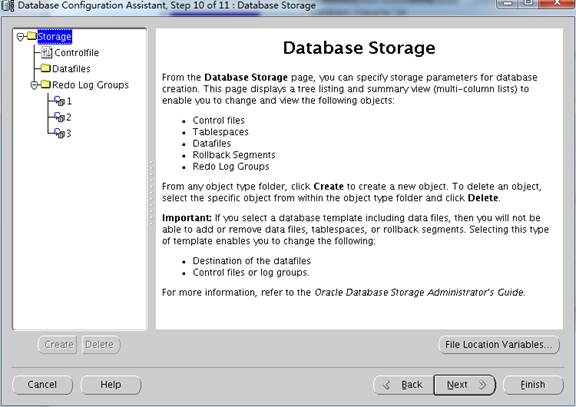 Database Configuration Assistant, Step 10 of 11 : Database Storage
Storage
Controlfile
Datafiles
Redo Log Groups
1
2
3
Database Storage
From the Database Storage page, you can specify storage parameters for database
creation. This page displays a tree listing and summary view (multi-column lists) to
enable you to change and view the following objects:
• Control files
• Tablespaces
• Datafiles
• Rollback Segments
• Redo Log Groups
From any object type folder, click Create to create a new object. To delete an object,
select the specific object from within the object type folder and click Delete.
Important: If you select a database template including data files, then you will not be
able to add or remove data files, tablespaces, or rollback segments. Selecting this type
of template enables you to change the following:
• Destination of the datafiles
• Control files or log groups.
For more information, refer to the Oracle Database Storage Administrator's Guide.
Create Delete
File Location Variables...
Cancel Help Back Next Finish